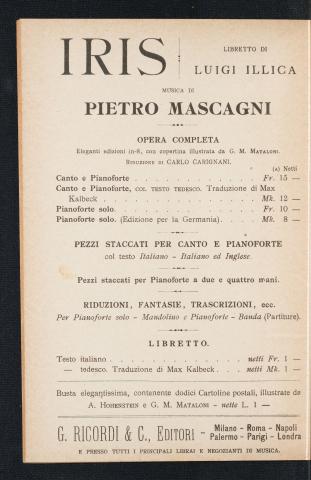 IRIS
LIBRETTO DI
LUIGI ILLICA
MUSICA DI
PIETRO MASCAGNI
OPERA COMPLETA
Eleganti edizioni in-8, con copertina illustrata da G. M. MATALONI.
RIDUZIONE DI CARLO CARIGNANI.
(A) Netti
Canto e Pianoforte . . . . . . . . . . . . Fr. 15 —
Canto e Pianoforte, COL TESTO TEDESCO. Traduzione di Max
Kalbeck . . . . . . . . . . . . Mk. 12 —
Pianoforte solo. . . . . . . . . . . . Fr. 10 —
Pianoforte solo. (Edizione per la Germania). . . . . Mk. 8 —
PEZZI STACCATI PER CANTO E PIANOFORTE
col testo Italiano - Italiano ed Inglese.
Pezzi staccati per Pianoforte a due e quattro mani.
RIDUZIONI, FANTASIE, TRASCRIZIONI, ecc.
Per Pianoforte solo - Mandolino e Pianoforte - Banda (Partiture).
LIBRETTO.
Testo italiano . . . . . . . . . . . . netti Fr. 1 —
— tedesco. Traduzione di Max Kalbeck . . . . netti Mk. 1 —
Busta elegantissima, contenente dodici Cartoline postali, illustrate da
A. HOHENSTEIN e G. M. MATALONI - nette L. 1 —
G. RICORDI & C., EDITORI - Milano - Roma - Napoli
Palermo - Parigi - Londra
E PRESSO TUTTI I PRINCIPALI LIBRAI E NEGOZIANTI DI MUSICA.